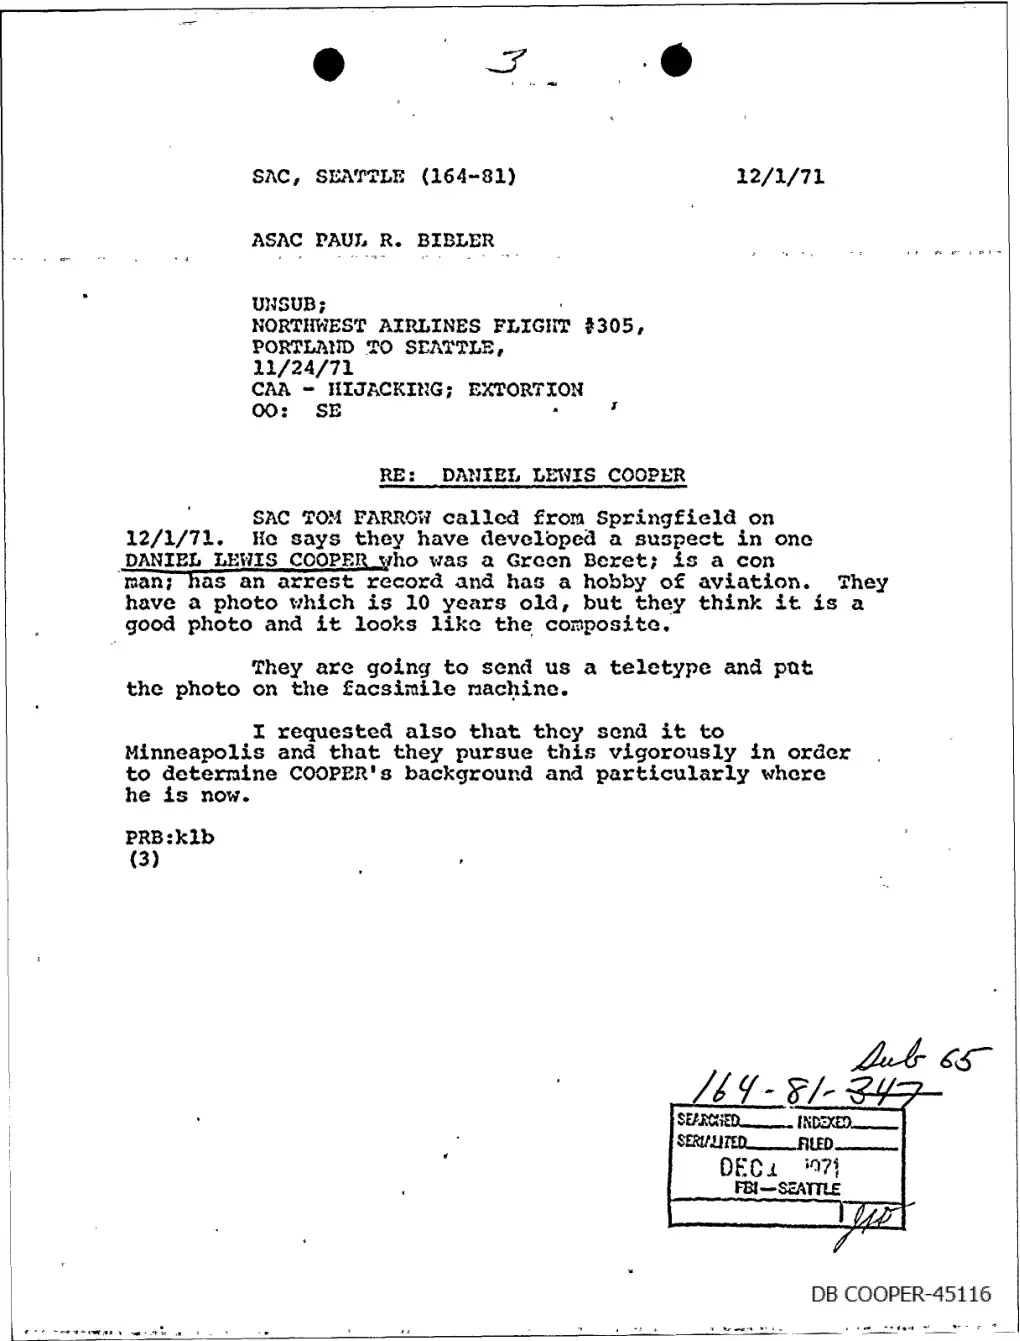 3
SAC, SEATTLE (164-81) 12/1/71
ASAC PAUL R. BIBLER
UNSUB;
NORTHWEST AIRLINES FLIGHT #305,
PORTLAND TO SEATTLE,
11/24/71
CAA - HIJACKING; EXTORTION
OO: SE
RE: DANIEL LEWIS COOPER
SAC TOM FARROW called from Springfield on
12/1/71. He says they have developed a suspect in one
DANIEL LEWIS COOPER who was a Green Beret; is a con
man; has an arrest record and has a hobby of aviation. They
have a photo which is 10 years old, but they think it is a
good photo and it looks like the composite.
They are going to send us a teletype and put
the photo on the facsimile machine.
I requested also that they send it to
Minneapolis and that they pursue this vigorously in order
to determine COOPER's background and particularly where
he is now.
PRB:klb
(3)
Sub 65
164-81-347
SEARCHED INDEXED
SERIALIZED FILED
DEC 1 1971
FBI—SEATTLE
DB COOPER-45116